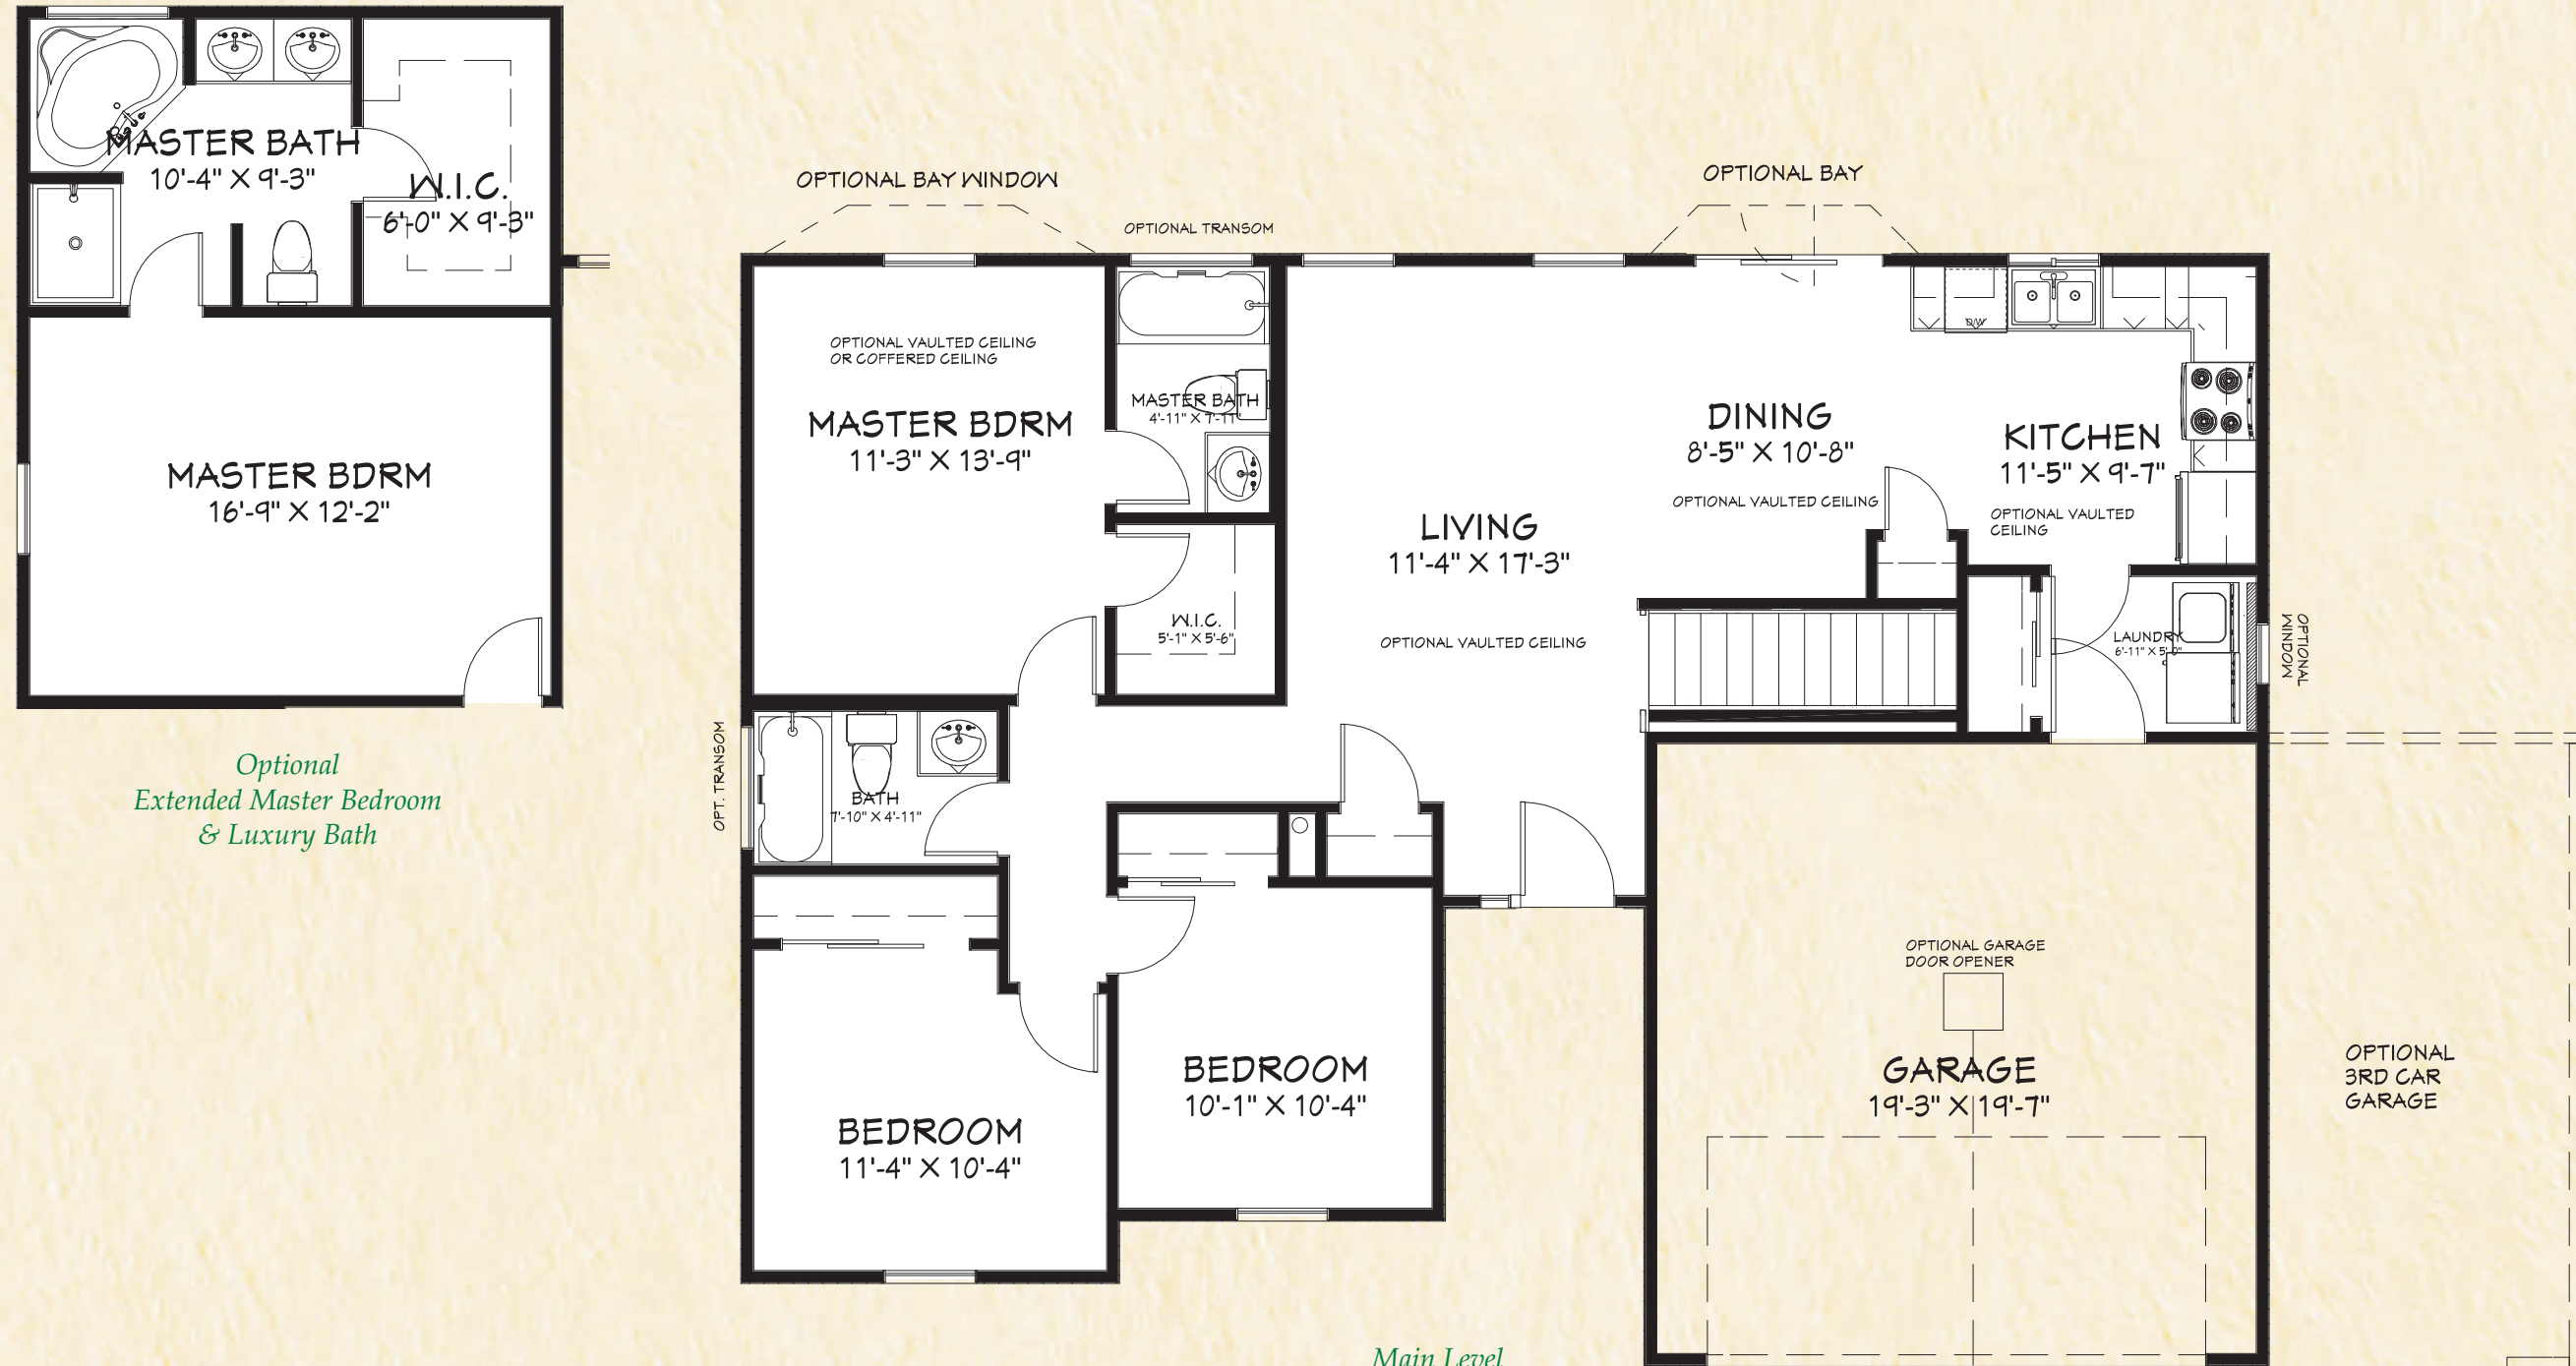 MASTER BATH
10'-4" X 9'-3"
W.I.C.
6'-0" X 9'-3"
MASTER BDRM
16'-9" X 12'-2"
Optional
Extended Master Bedroom
& Luxury Bath
OPTIONAL BAY WINDOW
OPTIONAL TRANSOM
OPTIONAL BAY
OPTIONAL VAULTED CEILING
OR COFFERED CEILING
MASTER BDRM
11'-3" X 13'-9"
MASTER BATH
4'-11" X 7'-11"
W.I.C.
5'-1" X 5'-6"
LIVING
11'-4" X 17'-3"
OPTIONAL VAULTED CEILING
DINING
8'-5" X 10'-8"
OPTIONAL VAULTED CEILING
D/W
KITCHEN
11'-5" X 9'-7"
OPTIONAL VAULTED
CEILING
LAUNDRY
6'-11" X 5'-0"
OPTIONAL
WINDOW
OPT. TRANSOM
BATH
7'-10" X 4'-11"
BEDROOM
11'-4" X 10'-4"
BEDROOM
10'-1" X 10'-4"
OPTIONAL GARAGE
DOOR OPENER
GARAGE
19'-3" X 19'-7"
OPTIONAL
3RD CAR
GARAGE
Main Level